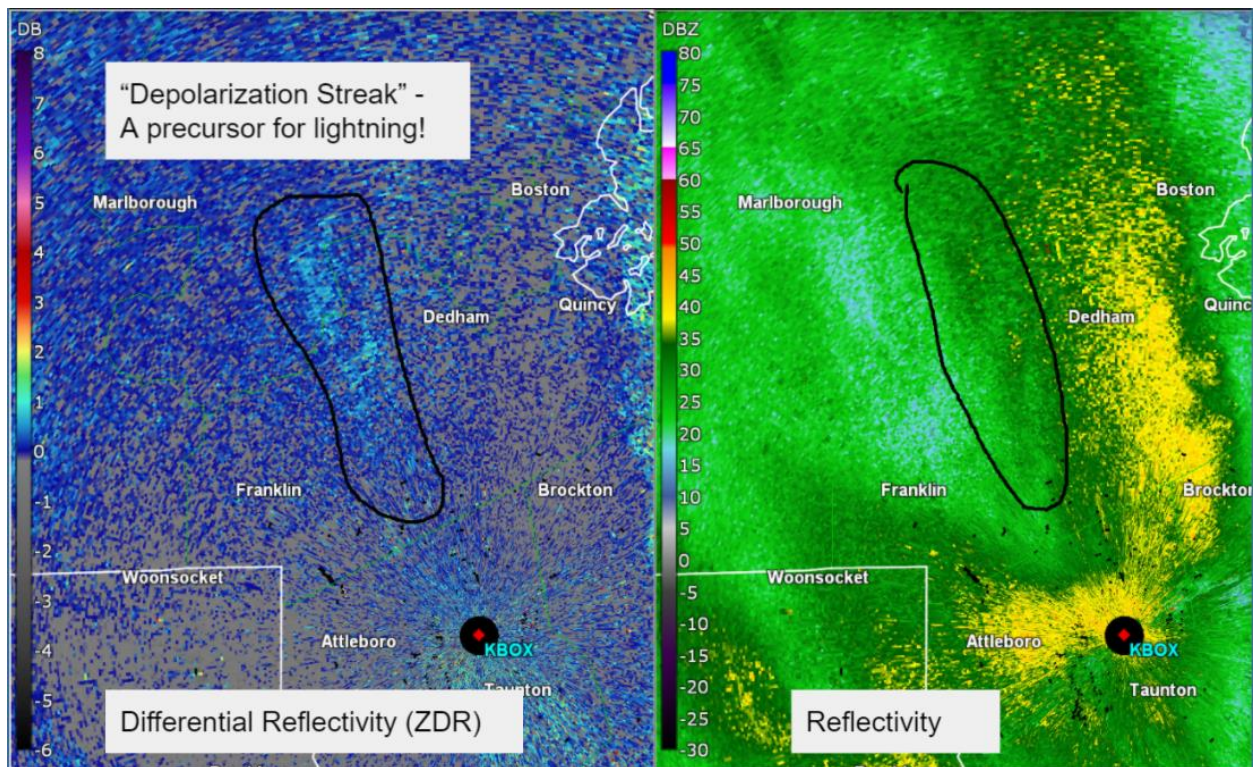 DB
8
7
6
5
4
3
2
1
0
-1
-2
-3
-4
-5
-6
“Depolarization Streak” -
A precursor for lightning!
Marlborough
Boston
Quincy
Dedham
Franklin
Brockton
Woonsocket
Attleboro
KBOX
Taunton
Differential Reflectivity (ZDR)
DBZ
80
75
70
65
60
55
50
45
40
35
30
25
20
15
10
5
0
-5
-10
-15
-20
-25
-30
Marlborough
Boston
Dedham
Quinc
Franklin
Brockton
Woonsocket
Attleboro
KBOX
Taunton
Reflectivity